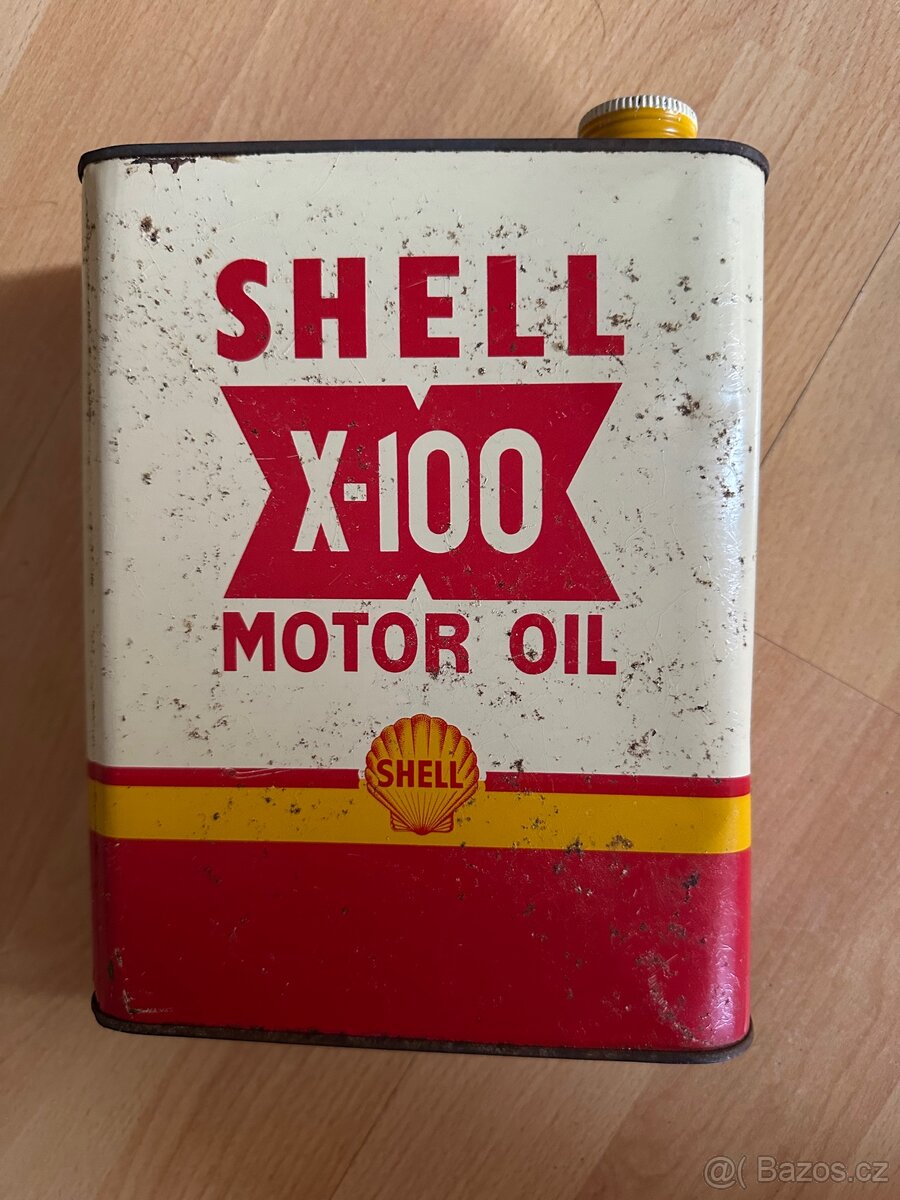 SHELL
X-100
MOTOR OIL
SHELL
@( Bazos.cz